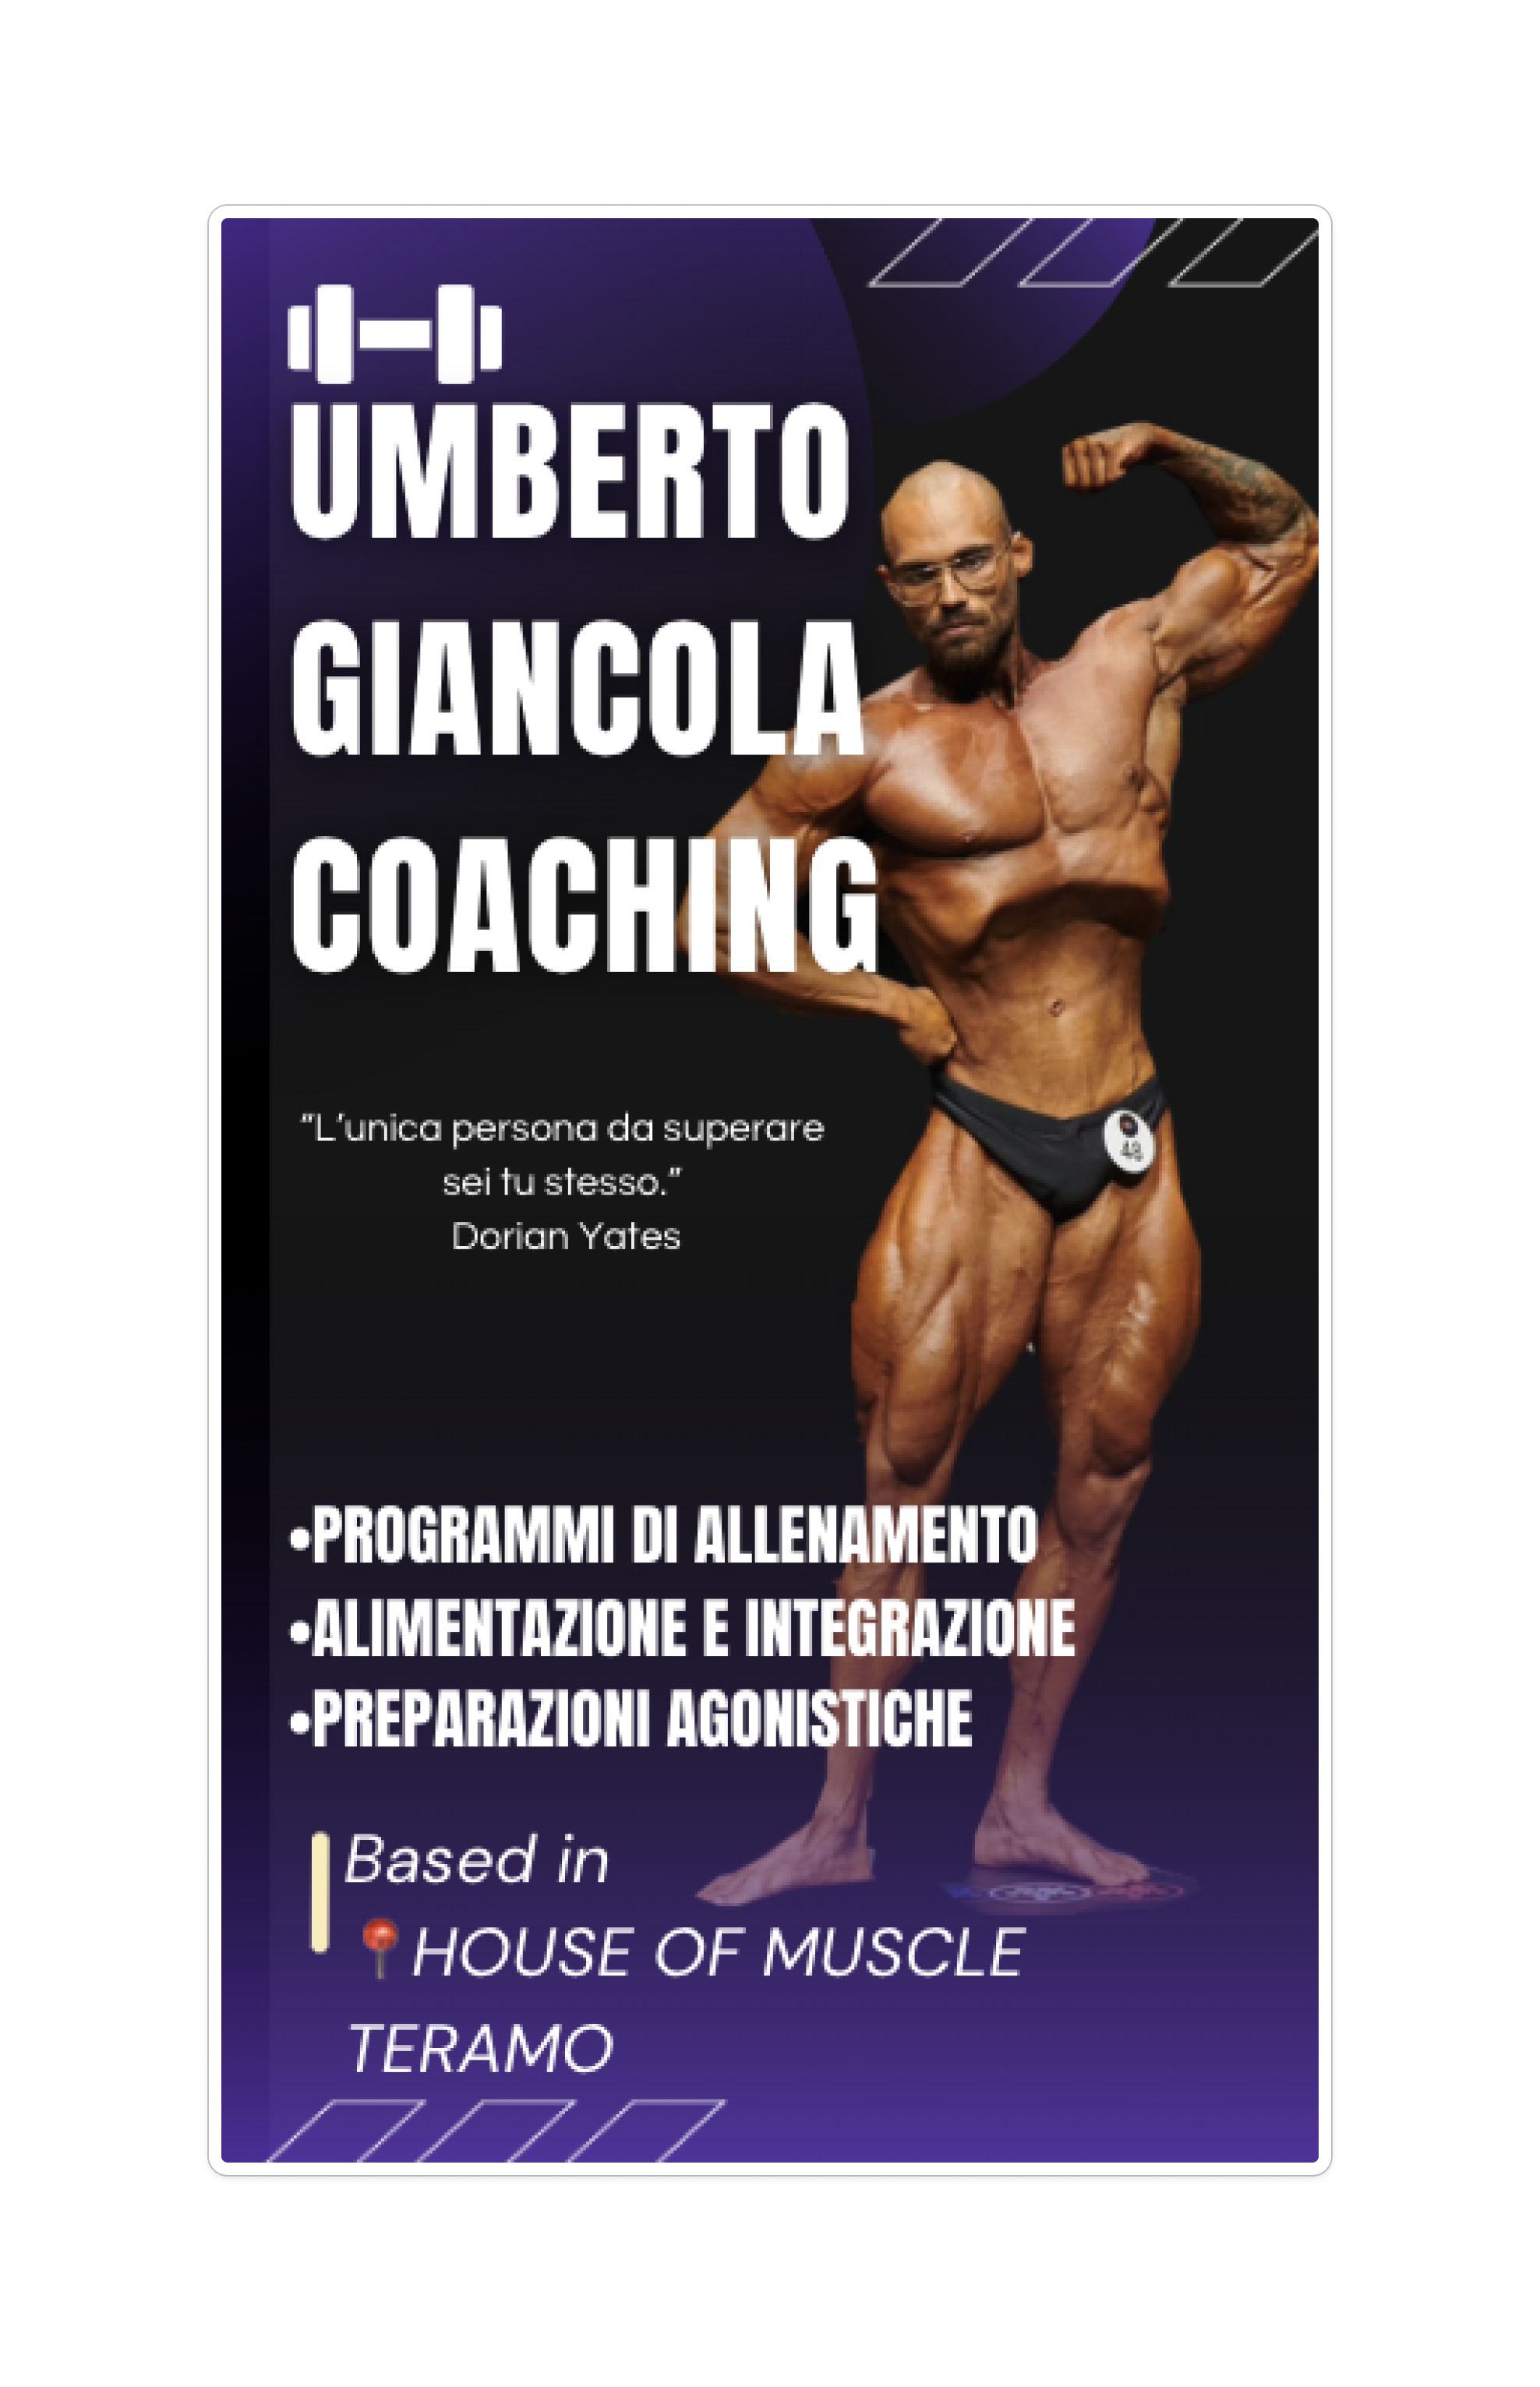 UMBERTO
GIANCOLA
COACHING
“L’unica persona da superare
sei tu stesso.”
Dorian Yates
48
•PROGRAMMI DI ALLENAMENTO
•ALIMENTAZIONE E INTEGRAZIONE
•PREPARAZIONI AGONISTICHE
Based in
📍HOUSE OF MUSCLE
TERAMO